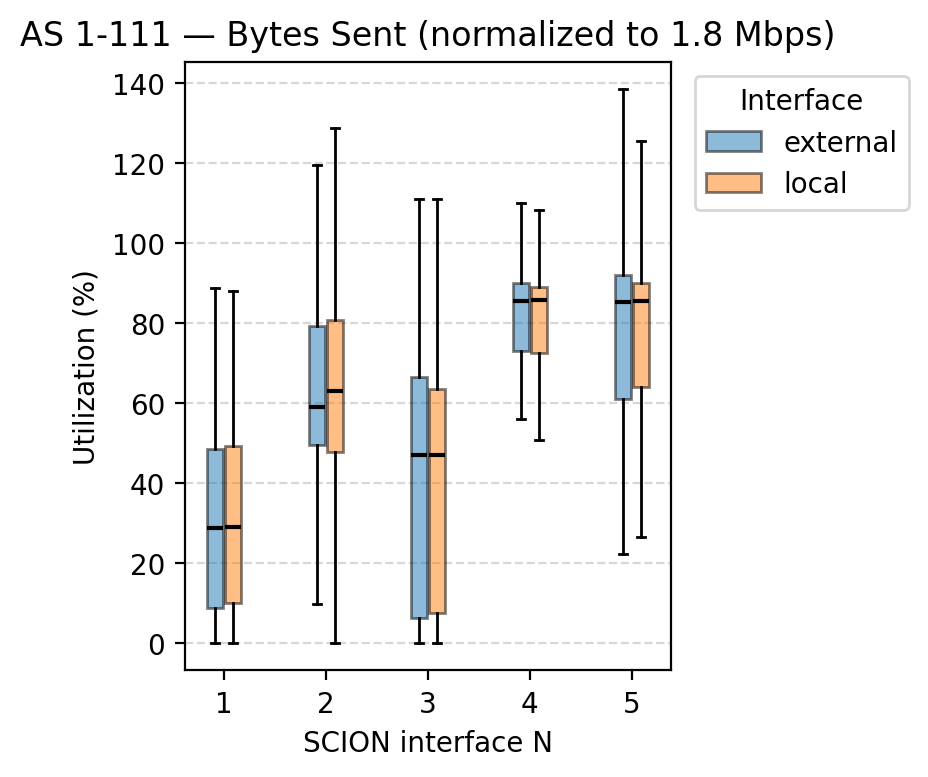 AS 1-111 — Bytes Sent (normalized to 1.8 Mbps)
Interface
external
local
Utilization (%)
140
120
100
80
60
40
20
0
1 2 3 4 5
SCION interface N